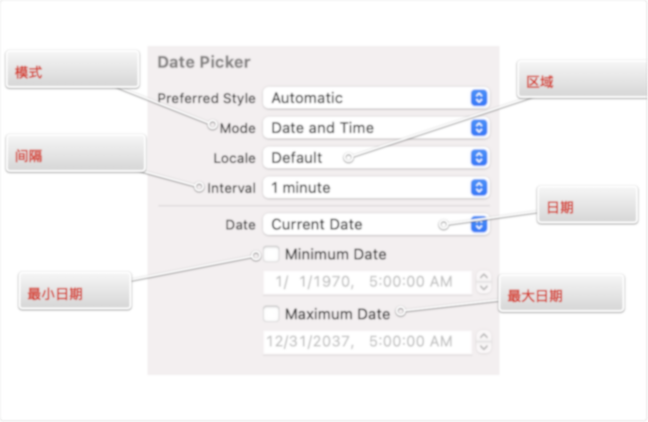 Date Picker
模式
Preferred Style Automatic
区域
Mode Date and Time
Locale Default
间隔
Interval 1 minute
日期
Date Current Date
Minimum Date
最小日期
1/ 1/1970, 5:00:00 AM
最大日期
Maximum Date
12/31/2037, 5:00:00 AM